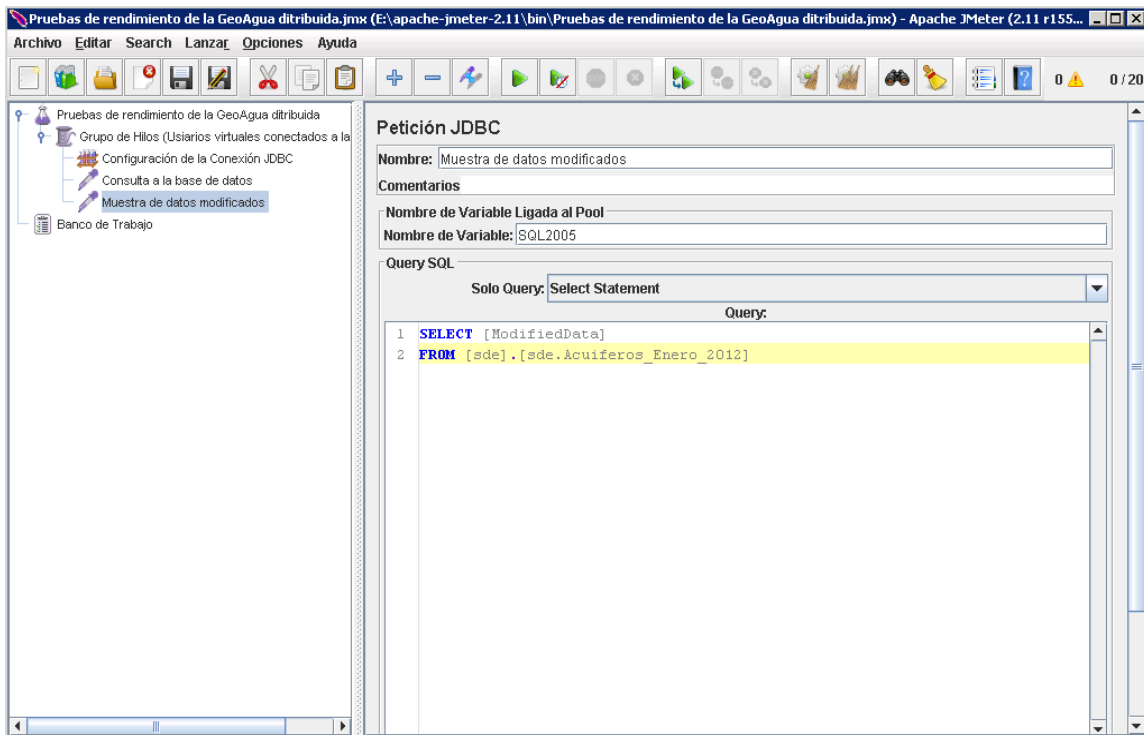 Pruebas de rendimiento de la GeoAgua ditribuida.jmx (E:\apache-jmeter-2.11\bin\Pruebas de rendimiento de la GeoAgua ditribuida.jmx) - Apache JMeter (2.11 r155...
Archivo Editar Search Lanzar Opciones Ayuda
0 0 / 20
Pruebas de rendimiento de la GeoAgua ditribuida
Grupo de Hilos (Usiarios virtuales conectados a la
Configuración de la Conexión JDBC
Consulta a la base de datos
Muestra de datos modificados
Banco de Trabajo
Petición JDBC
Nombre: Muestra de datos modificados
Comentarios
Nombre de Variable Ligada al Pool
Nombre de Variable: SQL2005
Query SQL
Solo Query: Select Statement
Query:
1 SELECT [ModifiedData]
2 FROM [sde].[sde.Acuiferos_Enero_2012]